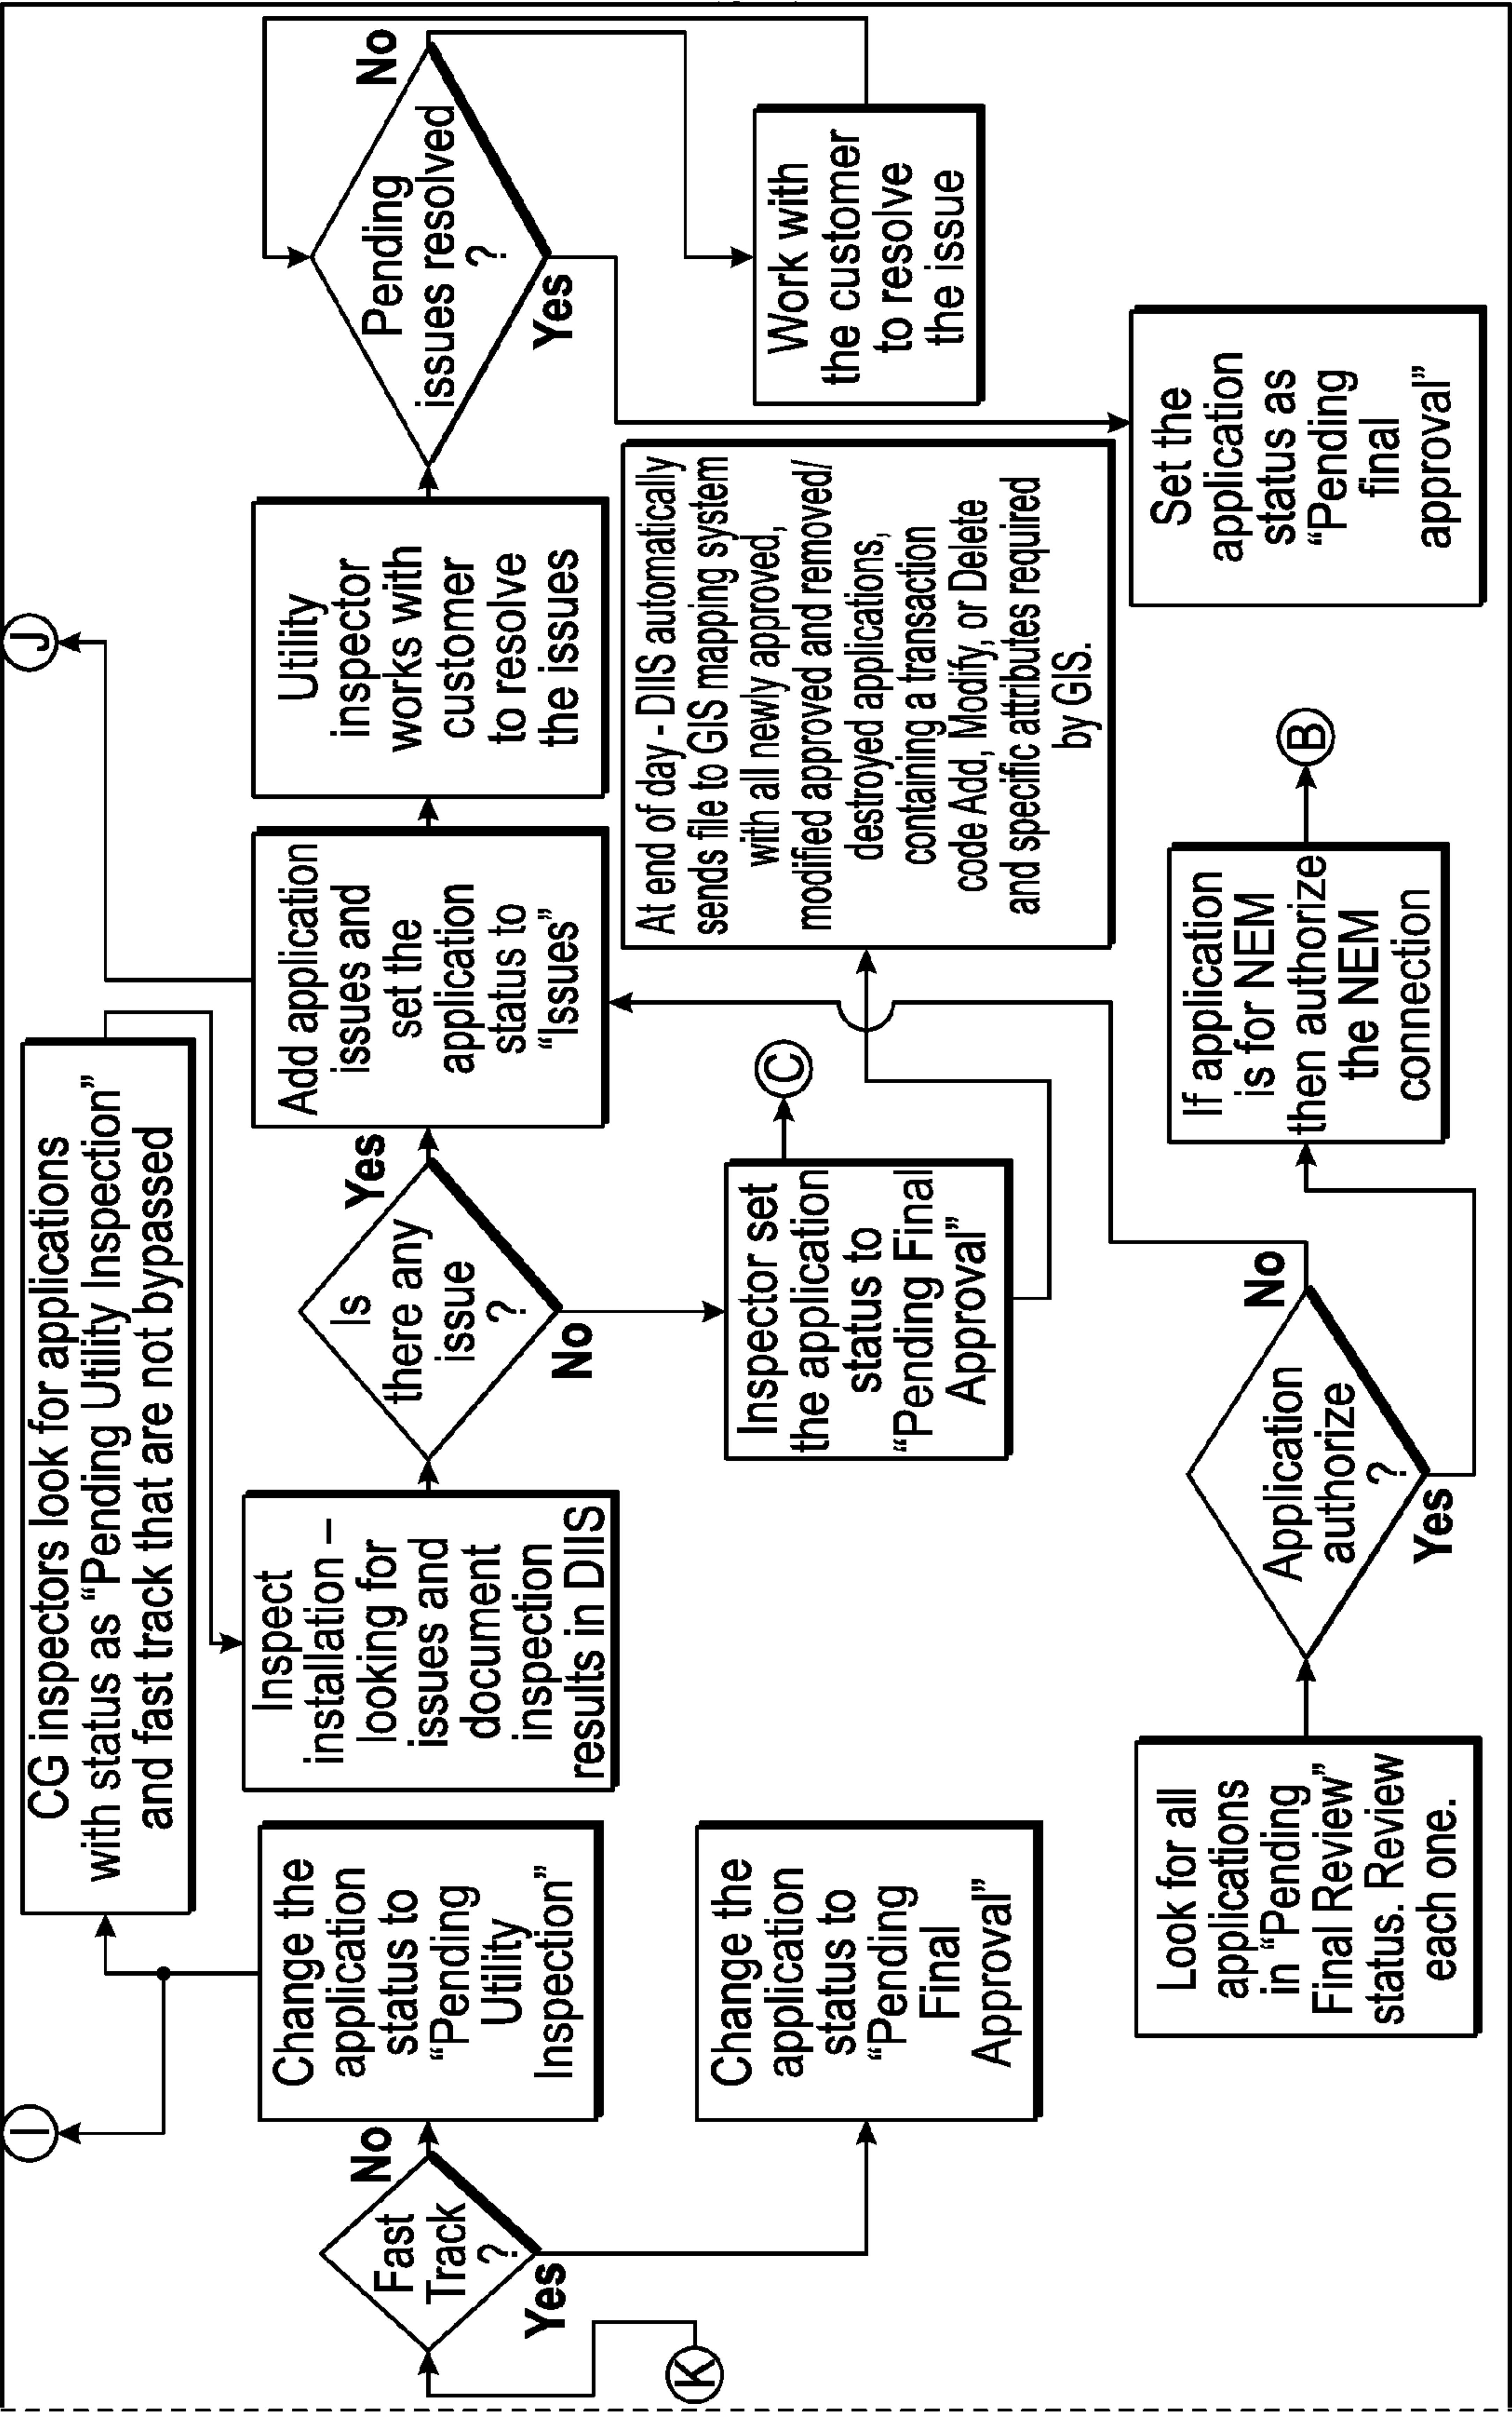 I
J
CG inspectors look for applications
with status as “Pending Utility Inspection”
and fast track that are not bypassed
K
Fast
Track
?
No
Yes
Change the
application
status to
“Pending
Utility
Inspection”
Inspect
installation –
looking for
issues and
document
inspection
results in DIIS
Is
there any
issue
?
Yes
No
Add application
issues and
set the
application
status to
“Issues”
Utility
inspector
works with
customer
to resolve
the issues
Pending
issues resolved
?
No
Yes
Change the
application
status to
“Pending
Final
Approval”
Inspector set
the application
status to
“Pending Final
Approval”
C
At end of day - DIIS automatically
sends file to GIS mapping system
with all newly approved,
modified approved and removed/
destroyed applications,
containing a transaction
code Add, Modify, or Delete
and specific attributes required
by GIS.
Work with
the customer
to resolve
the issue
Look for all
applications
in “Pending
Final Review”
status. Review
each one.
Application
authorize
?
No
Yes
If application
is for NEM
then authorize
the NEM
connection
B
Set the
application
status as
“Pending
final
approval”